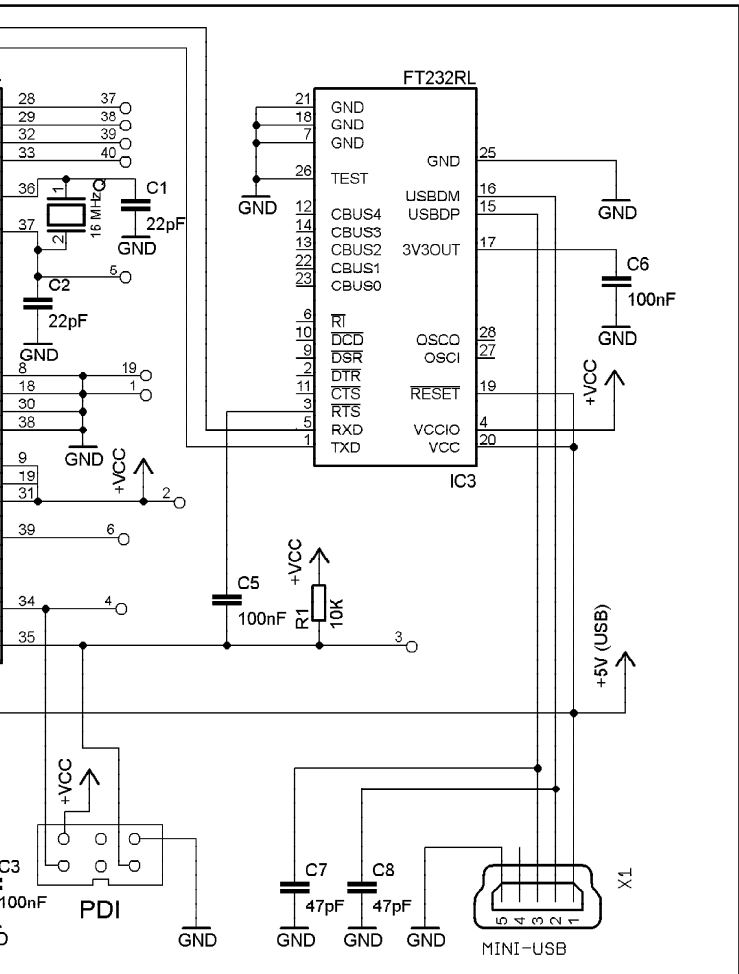 FT232RL
28 37
29 38
32 39
33 40
36
1
Q
16 MHz
2
C1
22pF
GND
37
5
C2
22pF
GND
8 19
18 1
30
38
GND
9
19
31
+VCC
2
39 6
34 4
35
3
21 GND
18 GND
7 GND
26 TEST
GND
12 CBUS4
14 CBUS3
13 CBUS2
22 CBUS1
23 CBUS0
6 RI
10 DCD
9 DSR
2 DTR
11 CTS
3 RTS
5 RXD
1 TXD
GND 25
USBDM 16
USBDP 15
3V3OUT 17
OSCO 28
OSCI 27
RESET 19
VCCIO 4
VCC 20
IC3
GND
C6
100nF
GND
+VCC
C5
100nF
+VCC
R1
10K
+5V (USB)
+VCC
C3
100nF
PDI
GND
C7
47pF
GND
C8
47pF
GND
GND
5 4 3 2 1
X1
MINI-USB